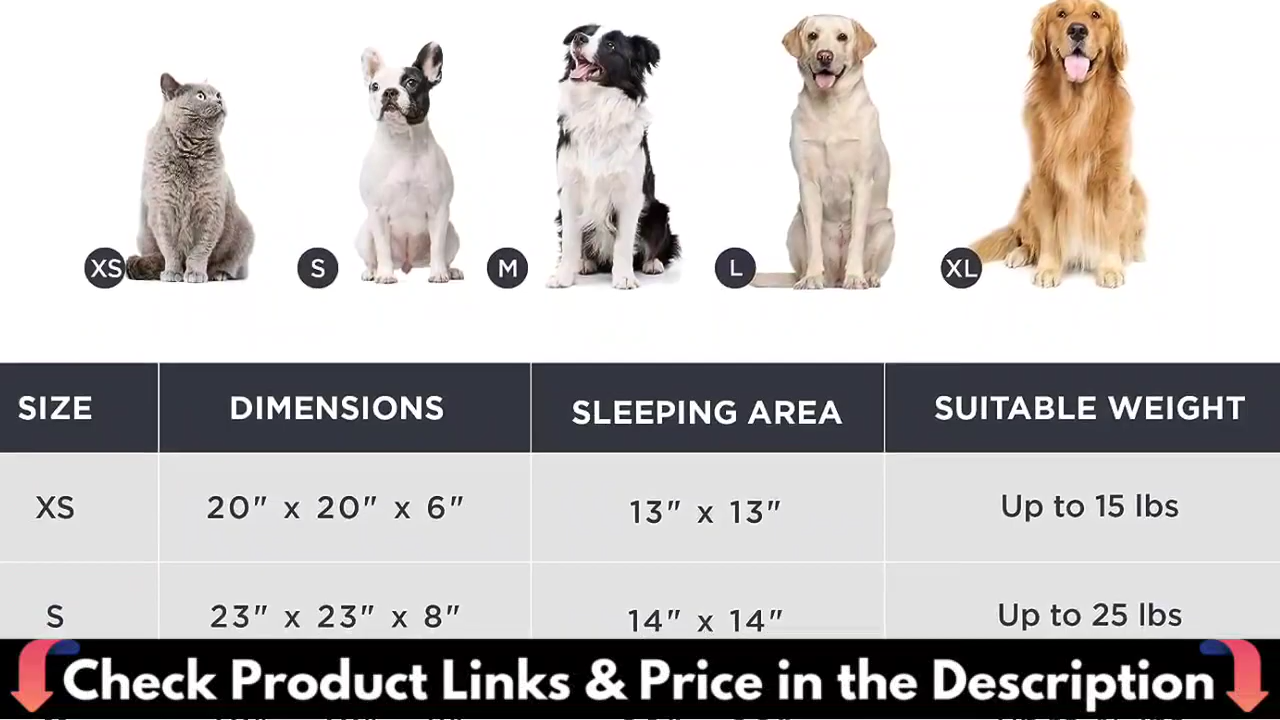 XS S M L XL
SIZE DIMENSIONS SLEEPING AREA SUITABLE WEIGHT
XS 20" x 20" x 6" 13" x 13" Up to 15 lbs
S 23" x 23" x 8" 14" x 14" Up to 25 lbs
Check Product Links & Price in the Description